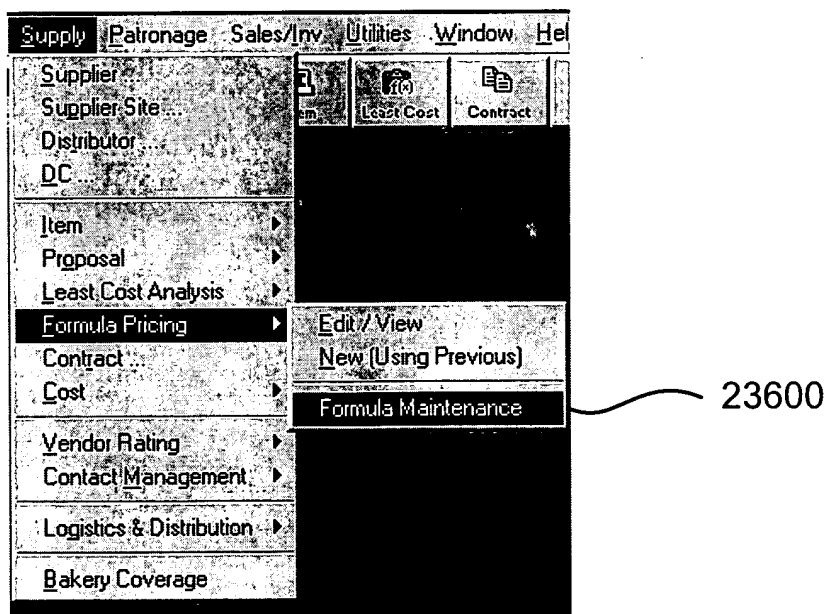 Supply Patronage Sales/Inv. Utilities Window Hel
Supplier
Supplier Site ...
Distributor ...
DC ...
em Least Cost Contract
Item
Proposal
Least Cost Analysis
Formula Pricing
Edit / View
New (Using Previous)
Contract ...
Cost
Formula Maintenance
23600
Vendor Rating
Contact Management
Logistics & Distribution
Bakery Coverage